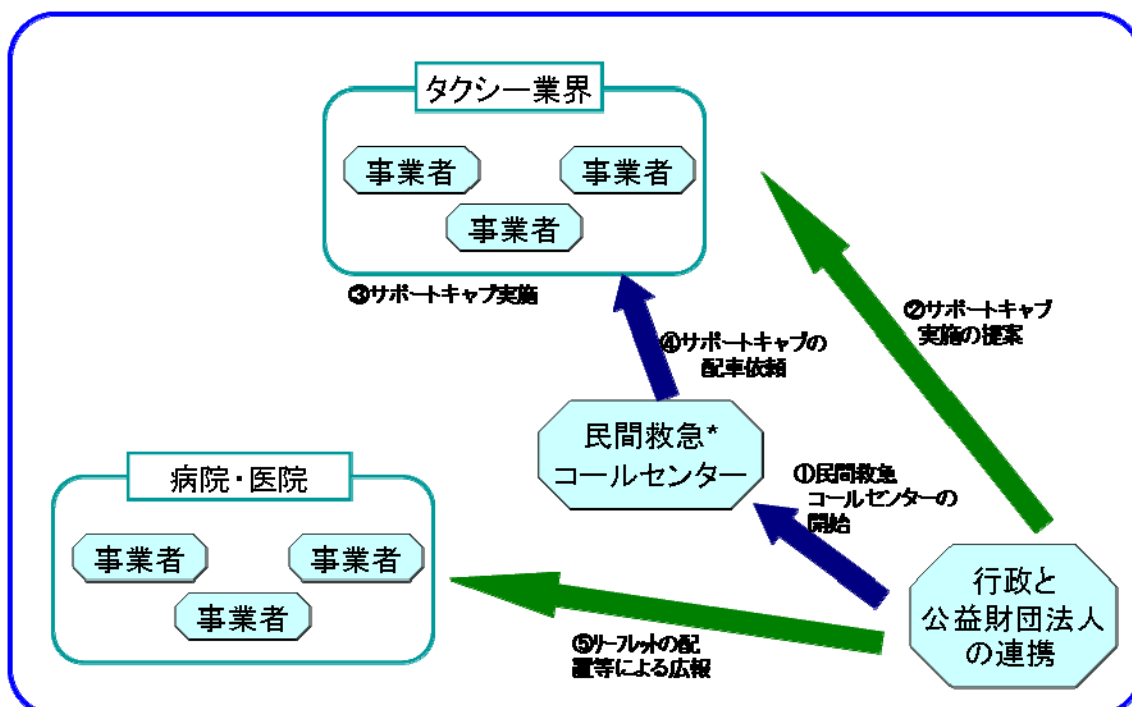 タクシー業界
事業者
事業者
事業者
③サポートキャブ実施
②サポートキャブ
実施の提案
④サポートキャブの
配車依頼
民間救急*
コールセンター
①民間救急
コールセンターの
開始
病院・医院
事業者
事業者
事業者
行政と
公益財団法人
の連携
⑤リーフレットの配
置等による広報